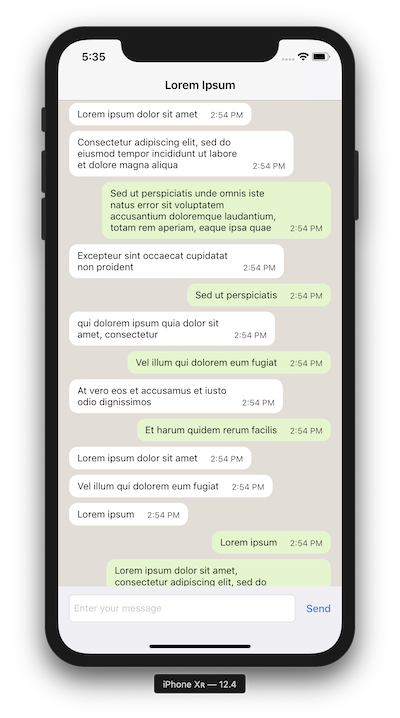 5:35
Lorem Ipsum
Lorem ipsum dolor sit amet 2:54 PM
Consectetur adipiscing elit, sed do
eiusmod tempor incididunt ut labore
et dolore magna aliqua 2:54 PM
Sed ut perspiciatis unde omnis iste
natus error sit voluptatem
accusantium doloremque laudantium,
totam rem aperiam, eaque ipsa quae 2:54 PM
Excepteur sint occaecat cupidatat
non proident 2:54 PM
Sed ut perspiciatis 2:54 PM
qui dolorem ipsum quia dolor sit
amet, consectetur 2:54 PM
Vel illum qui dolorem eum fugiat 2:54 PM
At vero eos et accusamus et iusto
odio dignissimos 2:54 PM
Et harum quidem rerum facilis 2:54 PM
Lorem ipsum dolor sit amet 2:54 PM
Vel illum qui dolorem eum fugiat 2:54 PM
Lorem ipsum 2:54 PM
Lorem ipsum 2:54 PM
Lorem ipsum dolor sit amet,
consectetur adipiscing elit, sed do
Enter your message Send
iPhone Xʀ — 12.4